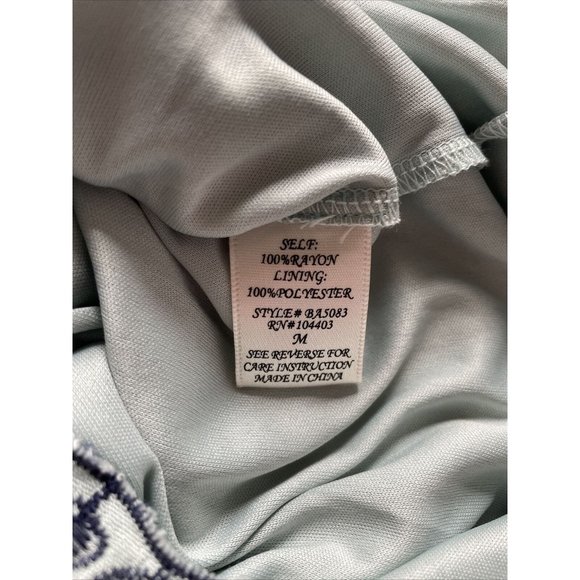 SELF:
100%RAYON
LINING:
100%POLYESTER
STYLE# BA5083
RN#104403
M
SEE REVERSE FOR
CARE INSTRUCTION
MADE IN CHINA